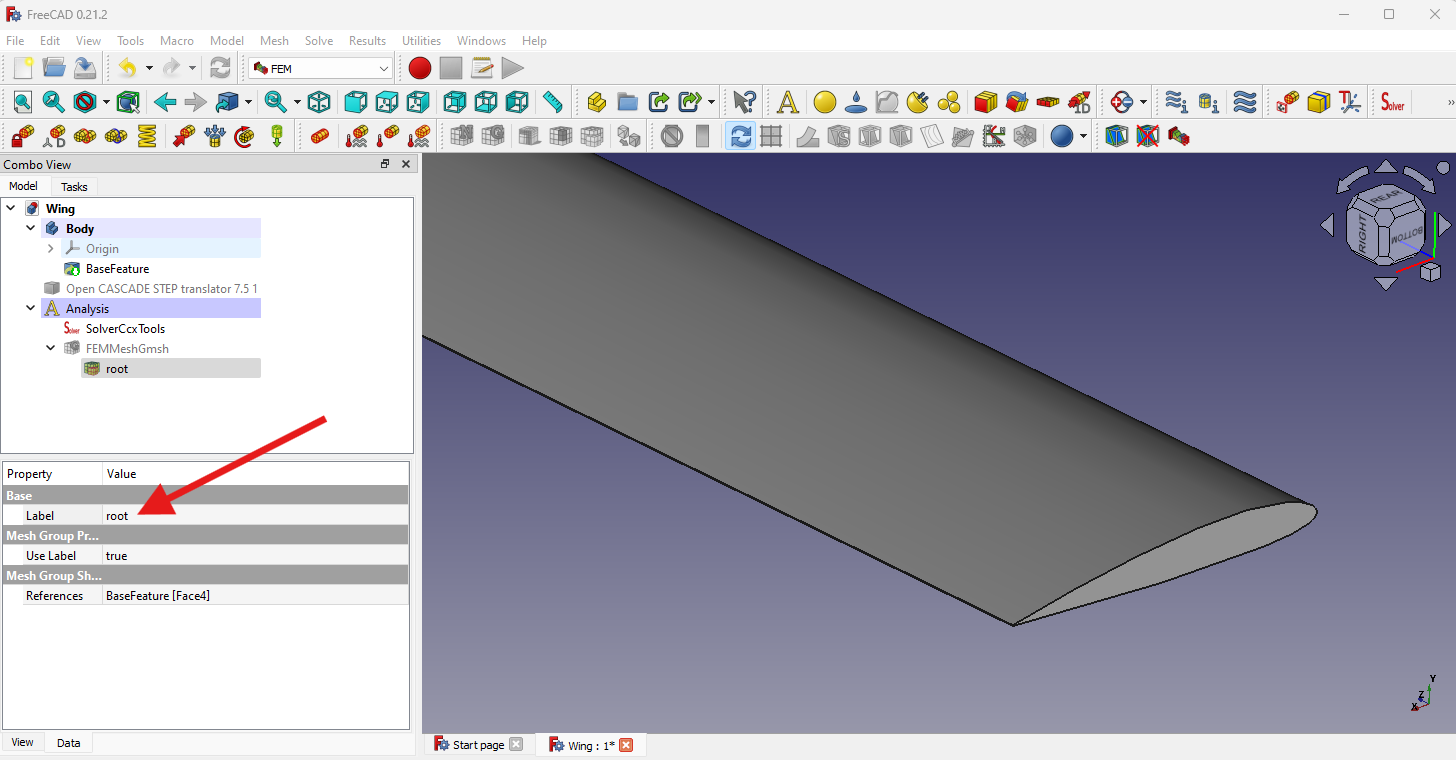 FreeCAD 0.21.2
File Edit View Tools Macro Model Mesh Solve Results Utilities Windows Help
FEM
A Solver »
1D
Combo View
Model Tasks
Wing
Body
Origin
BaseFeature
Open CASCADE STEP translator 7.5 1
A Analysis
Solver SolverCcxTools
FEMMeshGmsh
root
Property Value
Base
Label root
Mesh Group Pr...
Use Label true
Mesh Group Sh...
References BaseFeature [Face4]
View Data
Start page
Wing : 1*
REAR
RIGHT
BOTTOM
Y
Z
X